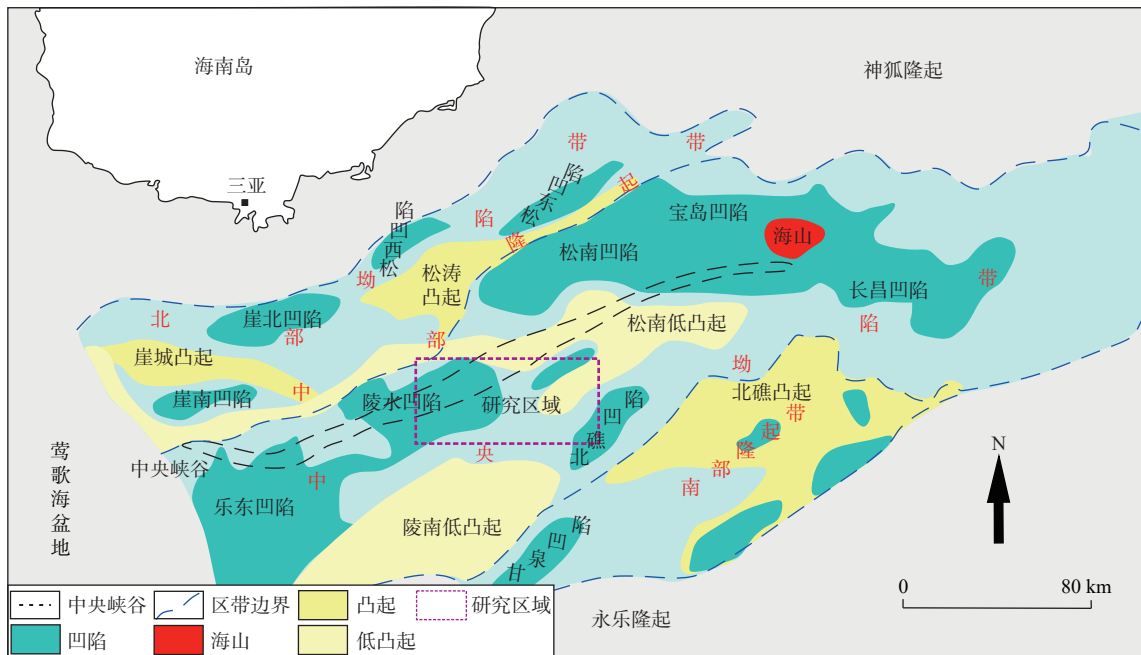 海南岛
神狐隆起
三亚
北部坳陷带
松西凹陷
松东凹陷
中部隆起带
宝岛凹陷
海山
松南凹陷
松涛
凸起
长昌凹陷
崖北凹陷
松南低凸起
崖城凸起
崖南凹陷
陵水凹陷
研究区域
北礁凸起
北礁凹陷
中央坳陷带
南部隆起带
中央峡谷
莺歌海盆地
乐东凹陷
陵南低凸起
甘泉凹陷
永乐隆起
N
0
80 km
中央峡谷
区带边界
凸起
研究区域
凹陷
海山
低凸起